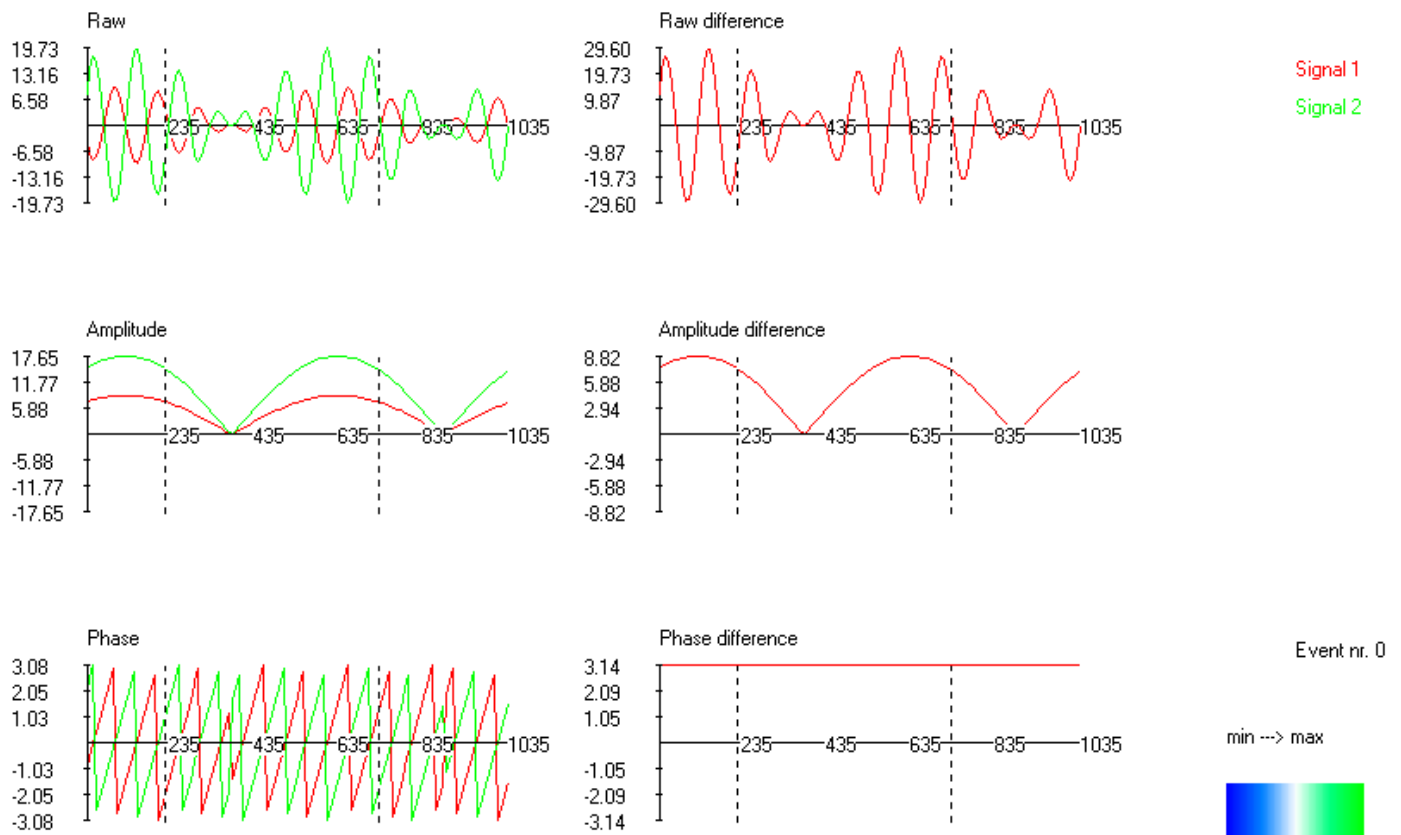 Raw
19.73
13.16
6.58
-6.58
-13.16
-19.73
235 435 635 835 1035
Raw difference
29.60
19.73
9.87
-9.87
-19.73
-29.60
235 435 635 835 1035
Signal 1
Signal 2
Amplitude
17.65
11.77
5.88
-5.88
-11.77
-17.65
235 435 635 835 1035
Amplitude difference
8.82
5.88
2.94
-2.94
-5.88
-8.82
235 435 635 835 1035
Phase
3.08
2.05
1.03
-1.03
-2.05
-3.08
235 435 635 835 1035
Phase difference
3.14
2.09
1.05
-1.05
-2.09
-3.14
235 435 635 835 1035
Event nr. 0
min ---> max